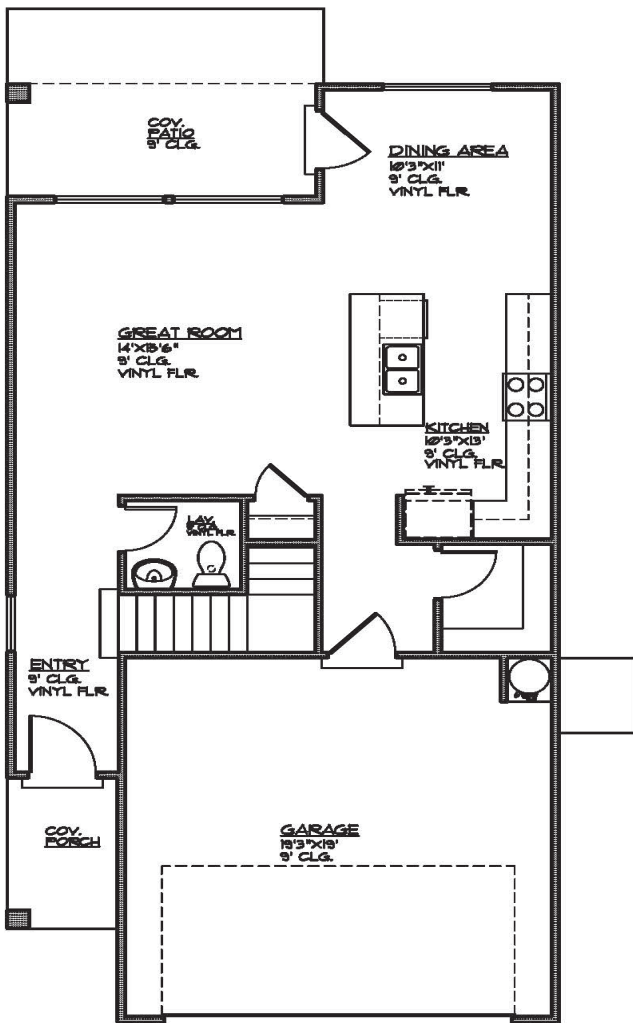 COV.
PATIO
9' CLG.
DINING AREA
10'3"X11'
9' CLG.
VINYL FLR.
GREAT ROOM
14'X15'6"
9' CLG.
VINYL FLR.
KITCHEN
10'3"X13'
9' CLG.
VINYL FLR.
LAV.
VINYL FLR.
ENTRY
9' CLG.
VINYL FLR.
COV.
PORCH
GARAGE
19'3"X19'
9' CLG.